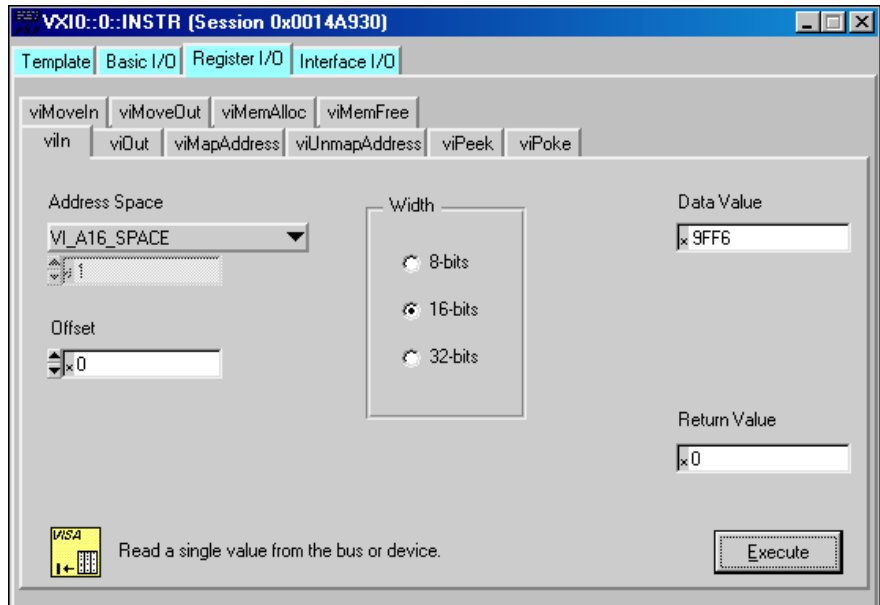 VXI0::0::INSTR (Session 0x0014A930)
Template Basic I/O Register I/O Interface I/O
viMoveIn viMoveOut viMemAlloc viMemFree
viIn viOut viMapAddress viUnmapAddress viPeek viPoke
Address Space
VI_A16_SPACE
1
Offset
x 0
Width
8-bits
16-bits
32-bits
Data Value
x 9FF6
Return Value
x 0
VISA
Read a single value from the bus or device.
Execute